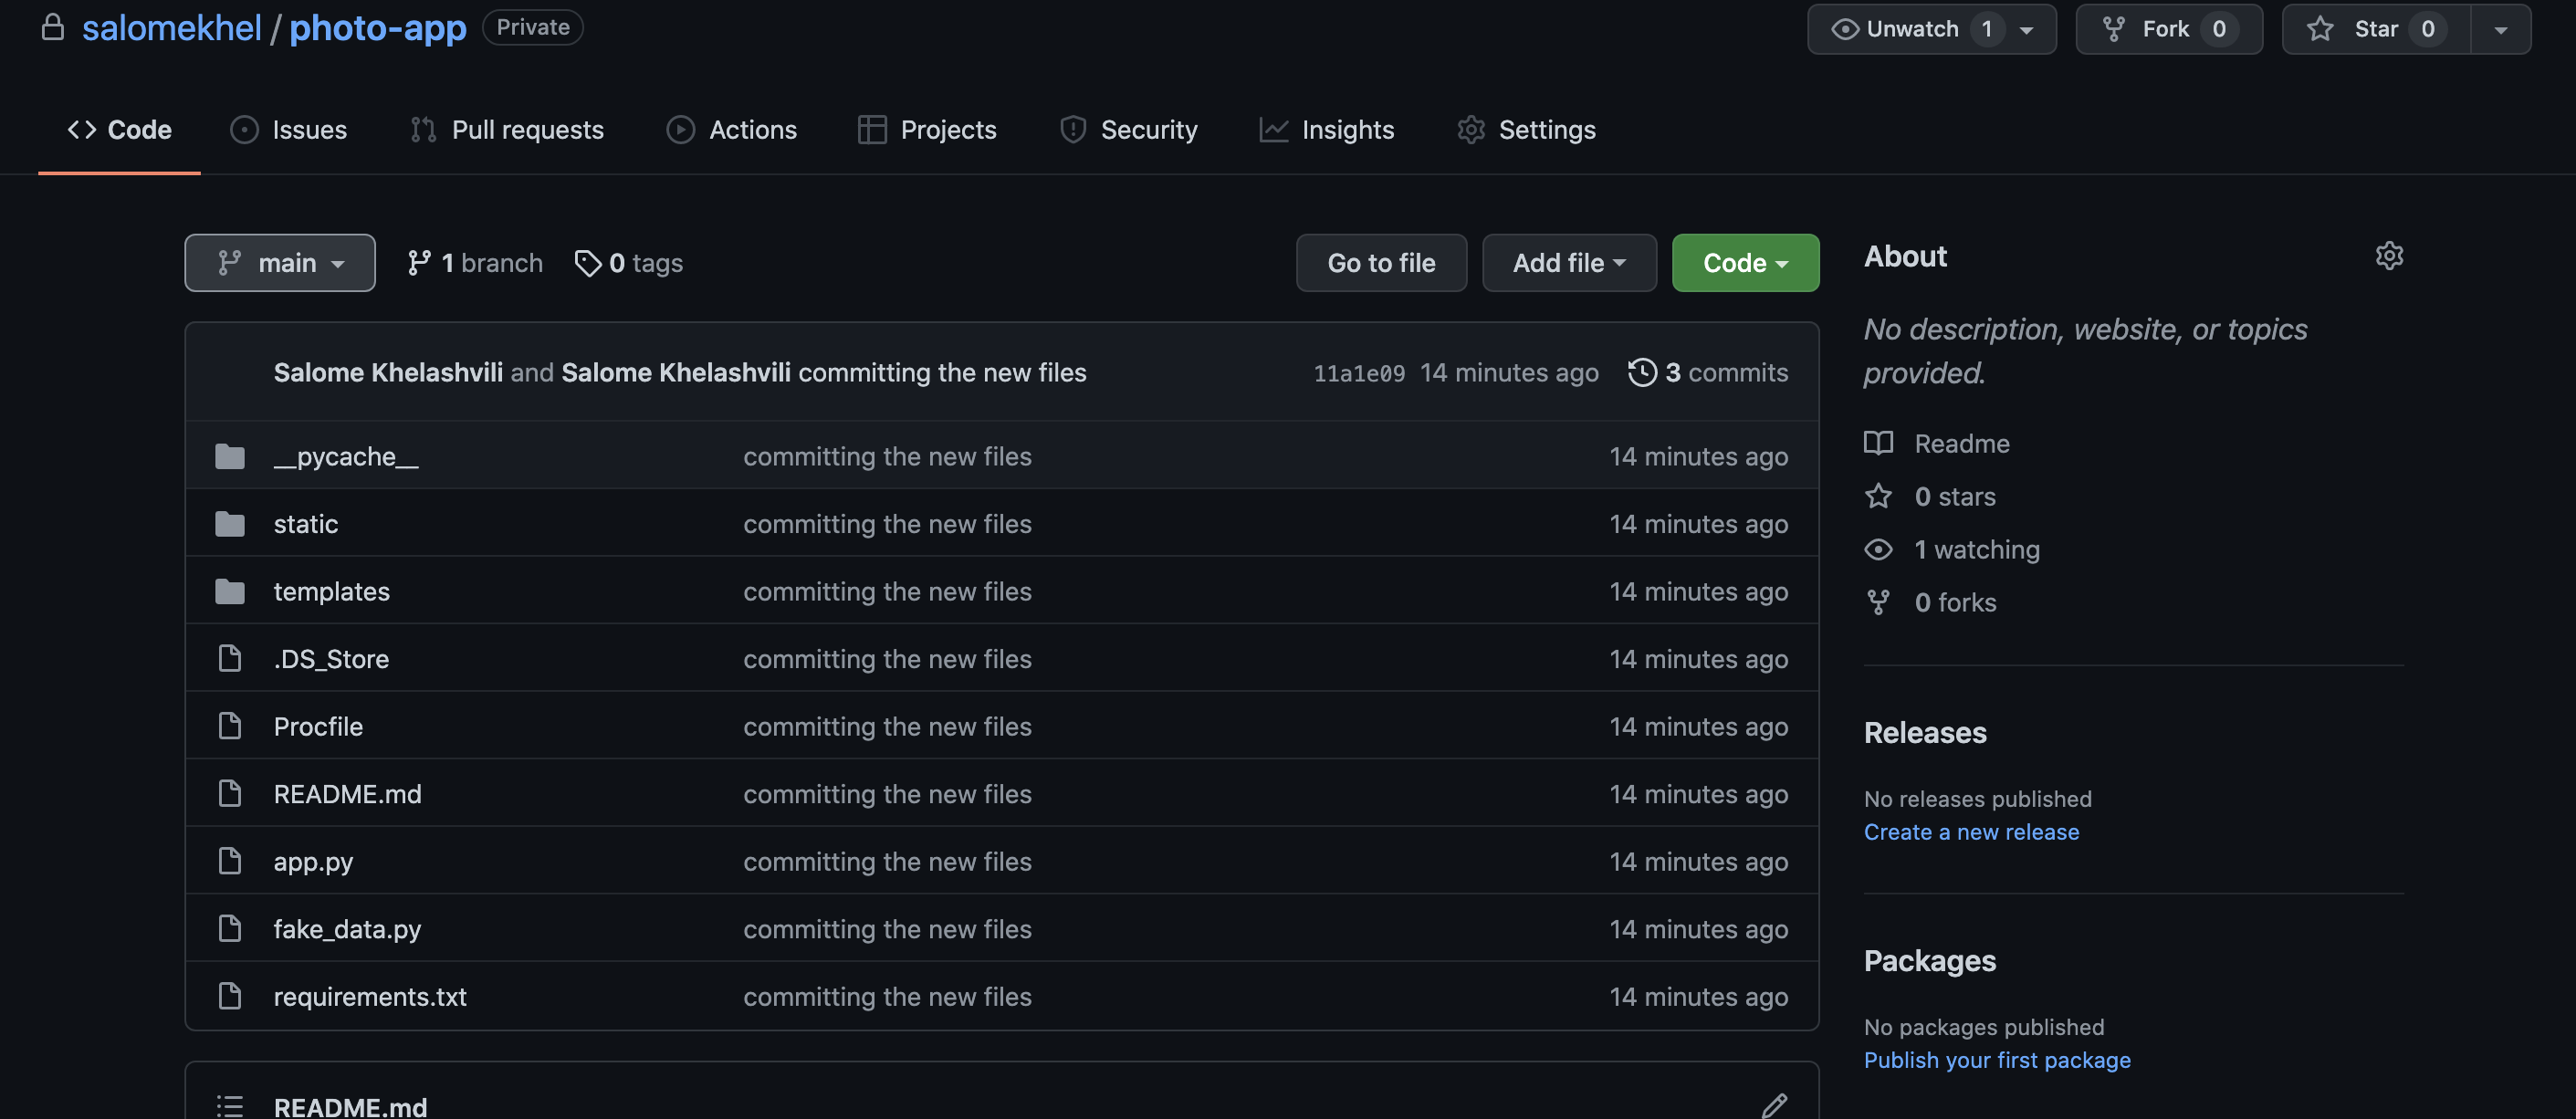 salomekhel / photo-app Private Unwatch 1 Fork 0 Star 0
Code Issues Pull requests Actions Projects Security Insights Settings
main 1 branch 0 tags Go to file Add file Code
Salome Khelashvili and Salome Khelashvili committing the new files 11a1e09 14 minutes ago 3 commits
__pycache__ committing the new files 14 minutes ago
static committing the new files 14 minutes ago
templates committing the new files 14 minutes ago
.DS_Store committing the new files 14 minutes ago
Procfile committing the new files 14 minutes ago
README.md committing the new files 14 minutes ago
app.py committing the new files 14 minutes ago
fake_data.py committing the new files 14 minutes ago
requirements.txt committing the new files 14 minutes ago
README.md
About
No description, website, or topics
provided.
Readme
0 stars
1 watching
0 forks
Releases
No releases published
Create a new release
Packages
No packages published
Publish your first package